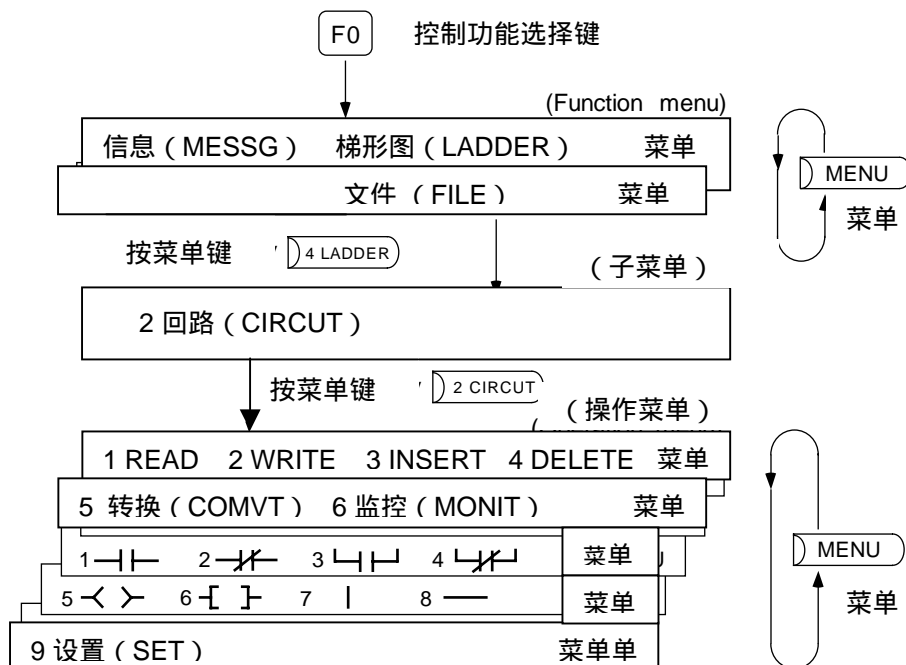 F0 控制功能选择键
(Function menu)
信息（MESSG） 梯形图（LADDER） 菜单
MENU
文件 （FILE） 菜单
菜单
按菜单键 4 LADDER
（子菜单）
2 回路（CIRCUT）
按菜单键 2 CIRCUT
（操作菜单）
1 READ 2 WRITE 3 INSERT 4 DELETE 菜单
5 转换（COMVT） 6 监控（MONIT） 菜单
1 2 3 4 菜单
MENU
5 6 7 8 菜单
菜单
9 设置（SET） 菜单单